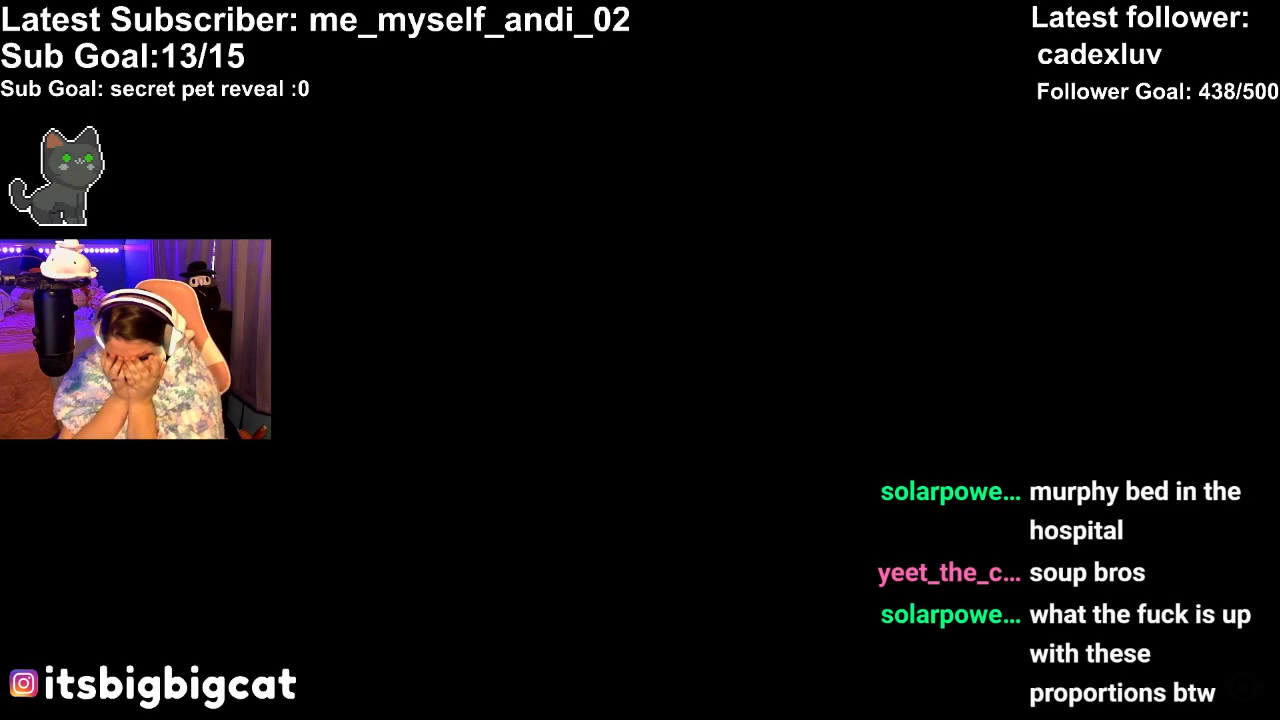 Latest Subscriber: me_myself_andi_02
Sub Goal:13/15
Sub Goal: secret pet reveal :0
Latest follower:
cadexluv
Follower Goal: 438/500
solarpowe... murphy bed in the
hospital
yeet_the_c... soup bros
solarpowe... what the fuck is up
with these
proportions btw
itsbigbigcat